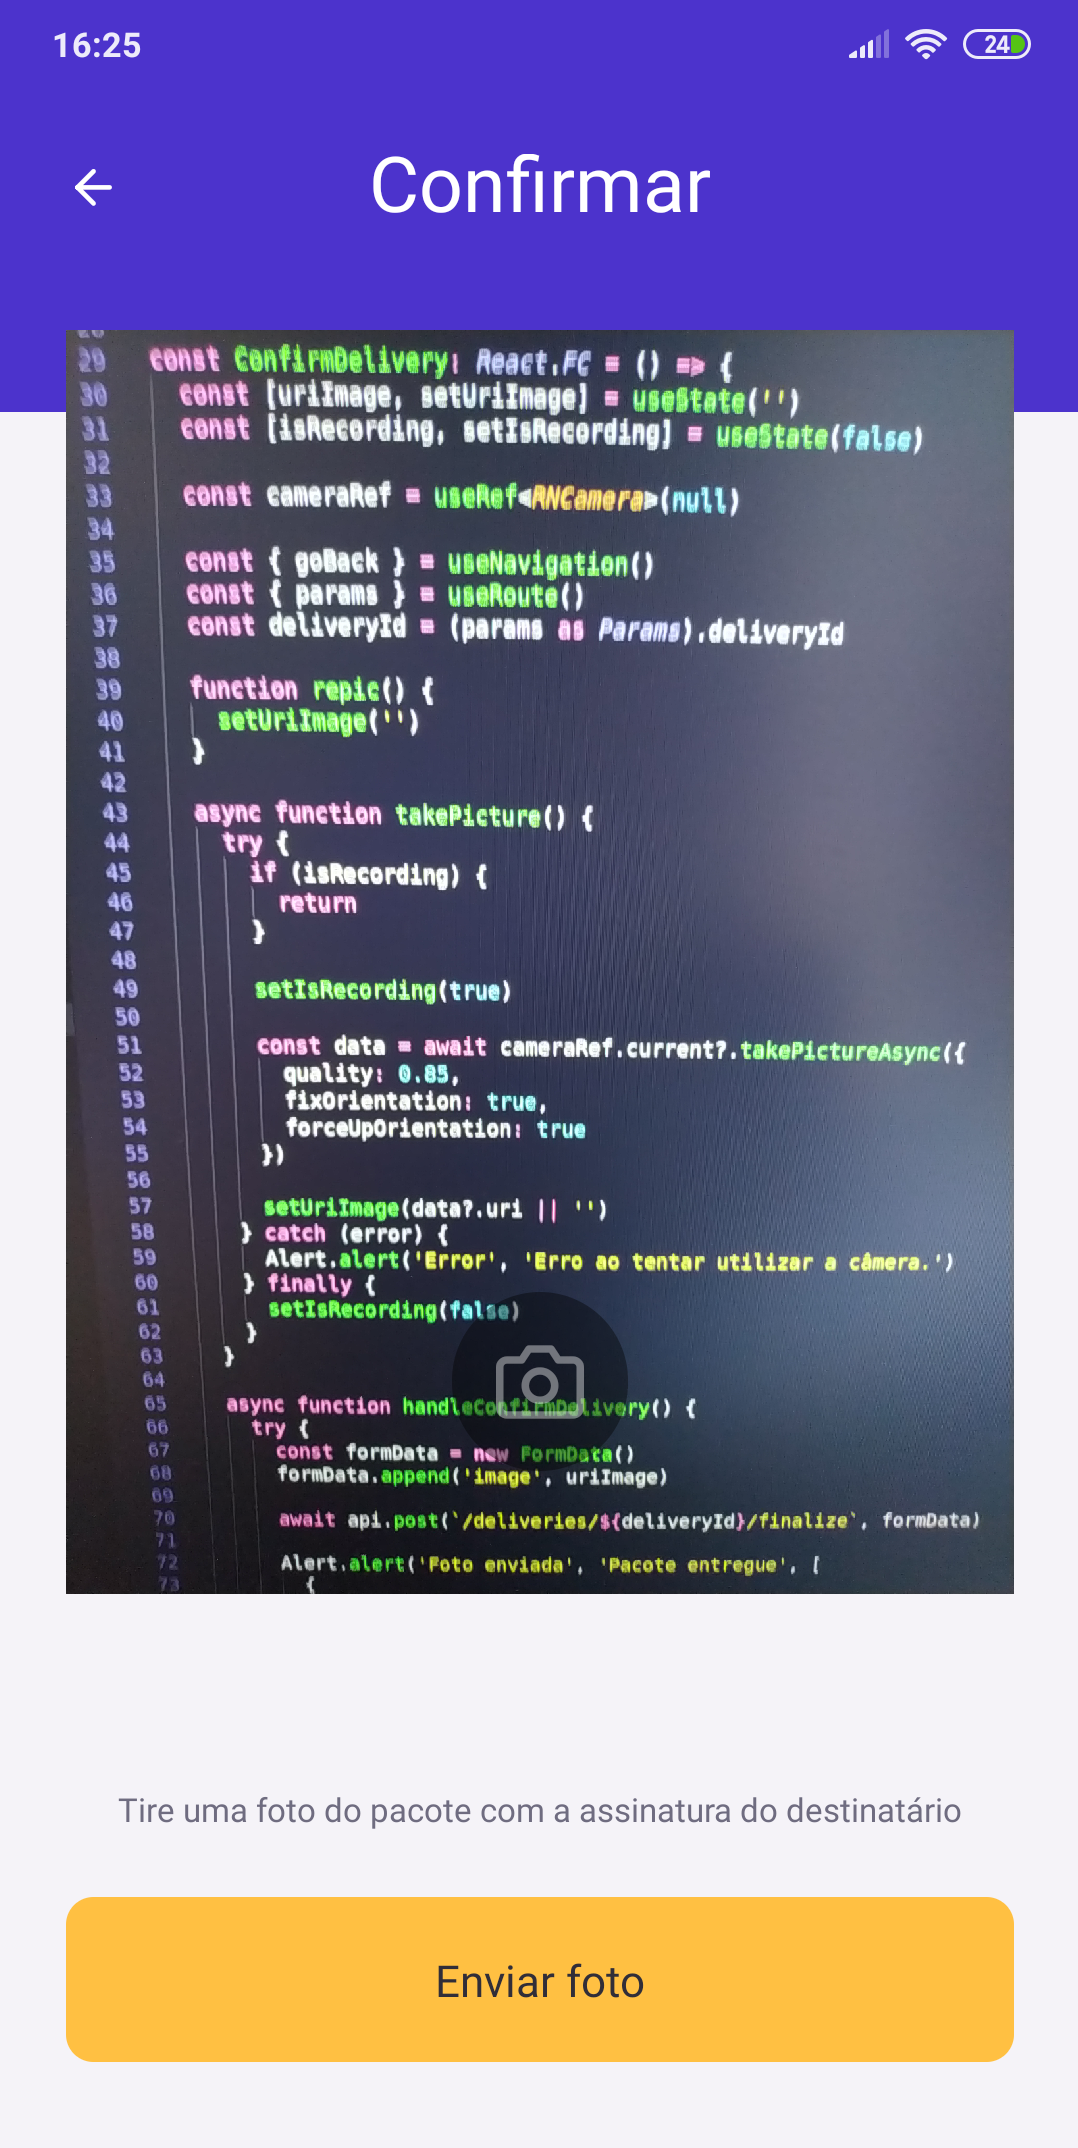 16:25
24
Confirmar
29 const ConfirmDelivery: React.FC = () => {
30 const [uriImage, setUriImage] = useState('')
31 const [isRecording, setIsRecording] = useState(false)
32
33 const cameraRef = useRef<RNCamera>(null)
34
35 const { goBack } = useNavigation()
36 const { params } = useRoute()
37 const deliveryId = (params as Params).deliveryId
38
39 function repic() {
40 setUriImage('')
41 }
42
43 async function takePicture() {
44 try {
45 if (isRecording) {
46 return
47 }
48
49 setIsRecording(true)
50
51 const data = await cameraRef.current?.takePictureAsync({
52 quality: 0.85,
53 fixOrientation: true,
54 forceUpOrientation: true
55 })
56
57 setUriImage(data?.uri || '')
58 } catch (error) {
59 Alert.alert('Error', 'Erro ao tentar utilizar a câmera.')
60 } finally {
61 setIsRecording(false)
62 }
63 }
64
65 async function handleConfirmDelivery() {
66 try {
67 const formData = new FormData()
68 formData.append('image', uriImage)
69
70 await api.post(`/deliveries/${deliveryId}/finalize`, formData)
71
72 Alert.alert('Foto enviada', 'Pacote entregue', [
73 {
Tire uma foto do pacote com a assinatura do destinatário
Enviar foto